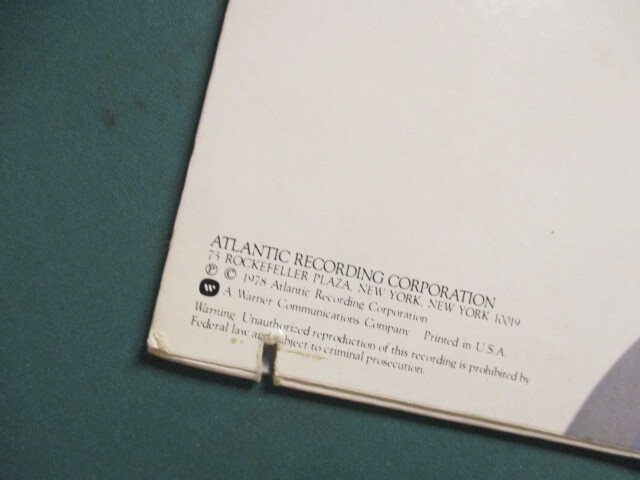 ATLANTIC RECORDING CORPORATION
75 ROCKEFELLER PLAZA, NEW YORK, NEW YORK 10019
℗ © 1978 Atlantic Recording Corporation
A Warner Communications Company Printed in U.S.A.
Warning: Unauthorized reproduction of this recording is prohibited by
Federal law and subject to criminal prosecution.